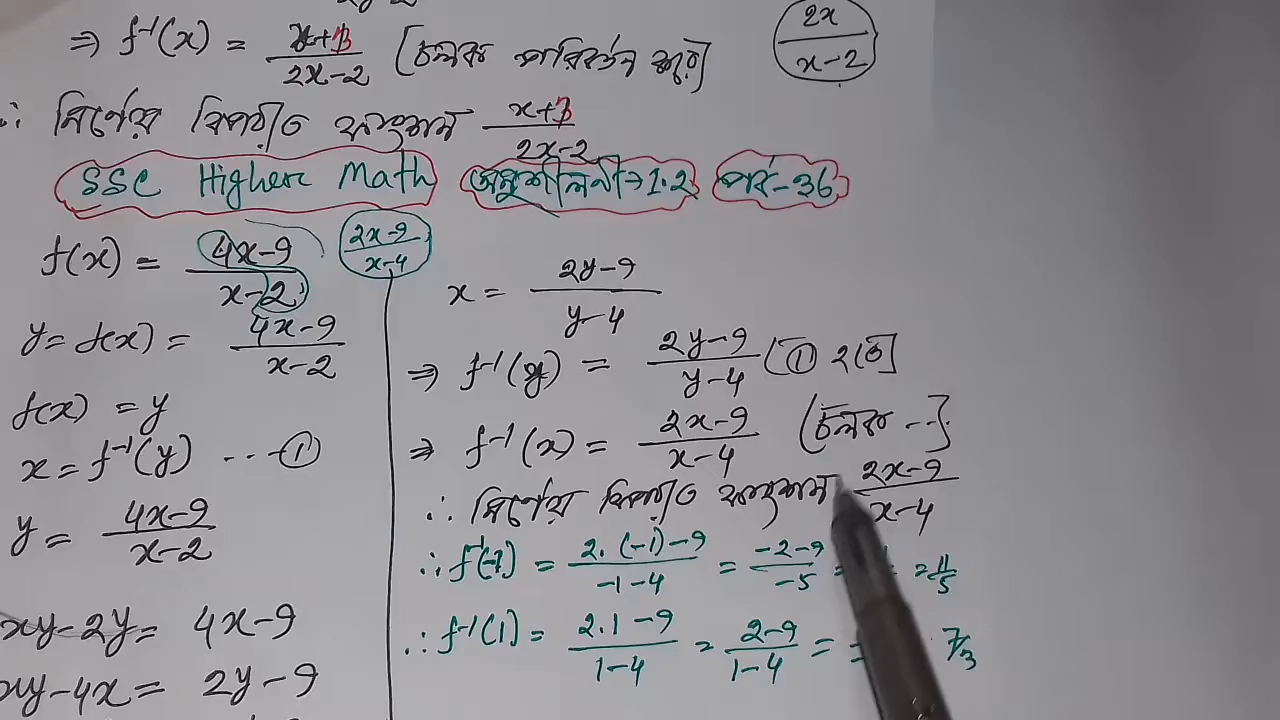 ⇒ f⁻¹(x) = x+3/2x-2 [চলক পরিবর্তন করে]
2x/x-2
∴ নির্ণেয় বিপরীত ফাংশন x+3/2x-2
SSC Higher Math অনুশীলনী→1.2 পর্ব-36
f(x) = 4x-9/x-2
2x-9/x-4
y = f(x) = 4x-9/x-2
f(x) = y
x = f⁻¹(y) ---①
y = 4x-9/x-2
xy-2y = 4x-9
xy-4x = 2y-9
x = 2y-9/y-4
⇒ f⁻¹(y) = 2y-9/y-4 [① হতে]
⇒ f⁻¹(x) = 2x-9/x-4 [চলক --]
∴ নির্ণেয় বিপরীত ফাংশন 2x-9/x-4
∴ f⁻¹(-1) = 2.(-1)-9/-1-4 = -2-9/-5 = = 11/5
∴ f⁻¹(1) = 2.1-9/1-4 = 2-9/1-4 = = 7/3